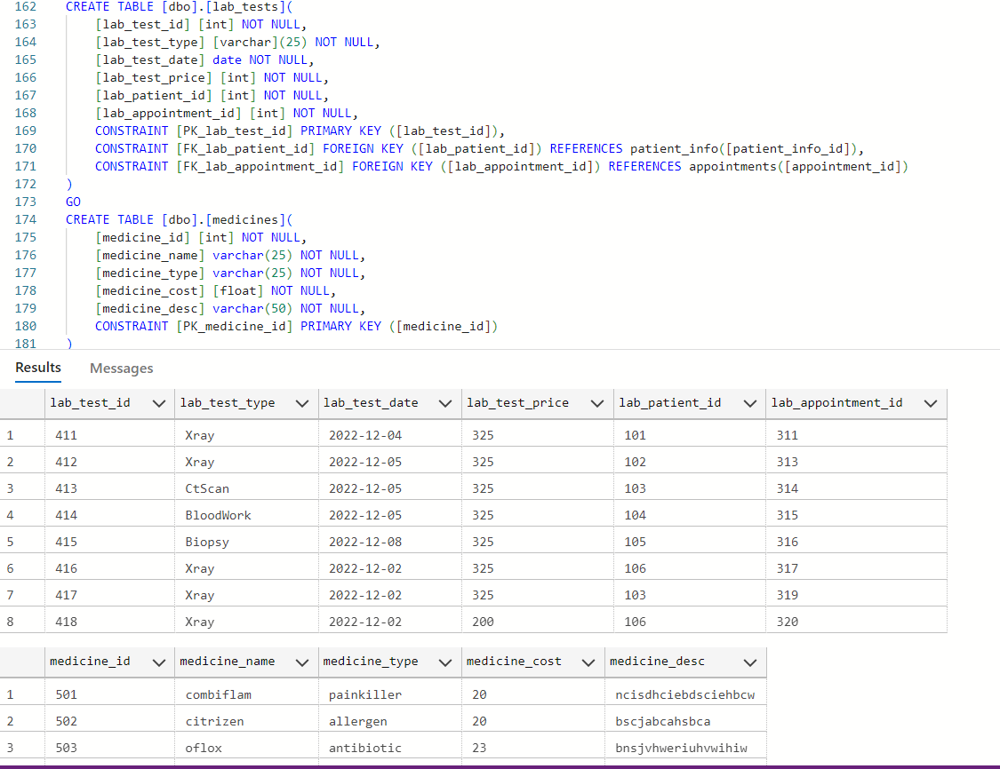 162 CREATE TABLE [dbo].[lab_tests](
163 [lab_test_id] [int] NOT NULL,
164 [lab_test_type] [varchar](25) NOT NULL,
165 [lab_test_date] date NOT NULL,
166 [lab_test_price] [int] NOT NULL,
167 [lab_patient_id] [int] NOT NULL,
168 [lab_appointment_id] [int] NOT NULL,
169 CONSTRAINT [PK_lab_test_id] PRIMARY KEY ([lab_test_id]),
170 CONSTRAINT [FK_lab_patient_id] FOREIGN KEY ([lab_patient_id]) REFERENCES patient_info([patient_info_id]),
171 CONSTRAINT [FK_lab_appointment_id] FOREIGN KEY ([lab_appointment_id]) REFERENCES appointments([appointment_id])
172 )
173 GO
174 CREATE TABLE [dbo].[medicines](
175 [medicine_id] [int] NOT NULL,
176 [medicine_name] varchar(25) NOT NULL,
177 [medicine_type] varchar(25) NOT NULL,
178 [medicine_cost] [float] NOT NULL,
179 [medicine_desc] varchar(50) NOT NULL,
180 CONSTRAINT [PK_medicine_id] PRIMARY KEY ([medicine_id])
181 )
Results Messages
lab_test_id lab_test_type lab_test_date lab_test_price lab_patient_id lab_appointment_id
1 411 Xray 2022-12-04 325 101 311
2 412 Xray 2022-12-05 325 102 313
3 413 CtScan 2022-12-05 325 103 314
4 414 BloodWork 2022-12-05 325 104 315
5 415 Biopsy 2022-12-08 325 105 316
6 416 Xray 2022-12-02 325 106 317
7 417 Xray 2022-12-02 325 103 319
8 418 Xray 2022-12-02 200 106 320
medicine_id medicine_name medicine_type medicine_cost medicine_desc
1 501 combiflam painkiller 20 ncisdhciebdsciehbcw
2 502 citrizen allergen 20 bscjabcahsbca
3 503 oflox antibiotic 23 bnsjvhweriuhvwihiw